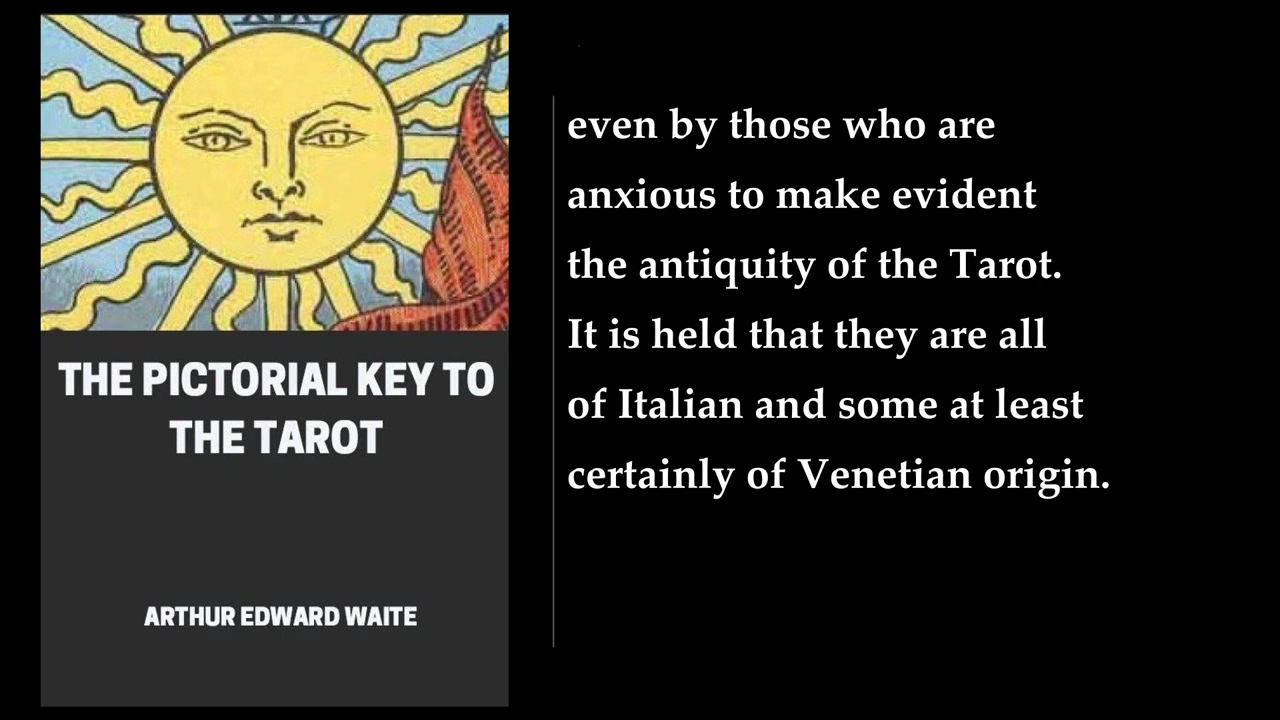 XIX
THE PICTORIAL KEY TO
THE TAROT
ARTHUR EDWARD WAITE
even by those who are
anxious to make evident
the antiquity of the Tarot.
It is held that they are all
of Italian and some at least
certainly of Venetian origin.